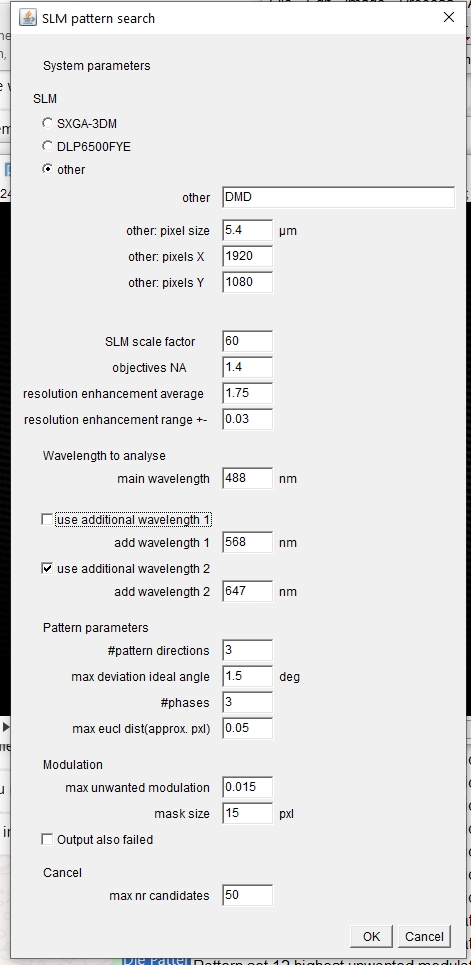 SLM pattern search
System parameters
SLM
SXGA-3DM
DLP6500FYE
other
other DMD
other: pixel size 5.4 µm
other: pixels X 1920
other: pixels Y 1080
SLM scale factor 60
objectives NA 1.4
resolution enhancement average 1.75
resolution enhancement range +- 0.03
Wavelength to analyse
main wavelength 488 nm
use additional wavelength 1
add wavelength 1 568 nm
use additional wavelength 2
add wavelength 2 647 nm
Pattern parameters
#pattern directions 3
max deviation ideal angle 1.5 deg
#phases 3
max eucl dist(approx. pxl) 0.05
Modulation
max unwanted modulation 0.015
mask size 15 pxl
Output also failed
Cancel
max nr candidates 50
OK Cancel